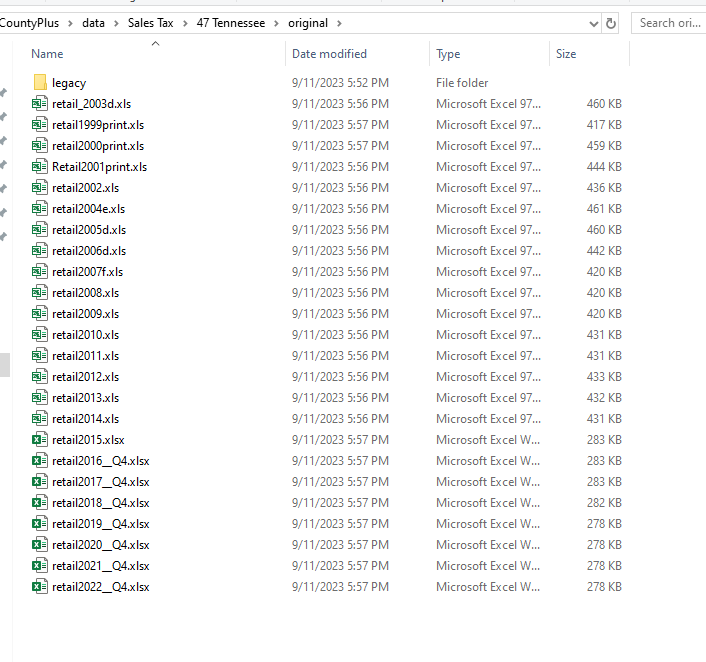 CountyPlus > data > Sales Tax > 47 Tennessee > original > Search ori...
Name Date modified Type Size
legacy 9/11/2023 5:52 PM File folder
retail_2003d.xls 9/11/2023 5:56 PM Microsoft Excel 97... 460 KB
retail1999print.xls 9/11/2023 5:57 PM Microsoft Excel 97... 417 KB
retail2000print.xls 9/11/2023 5:57 PM Microsoft Excel 97... 459 KB
Retail2001print.xls 9/11/2023 5:56 PM Microsoft Excel 97... 444 KB
retail2002.xls 9/11/2023 5:56 PM Microsoft Excel 97... 436 KB
retail2004e.xls 9/11/2023 5:56 PM Microsoft Excel 97... 461 KB
retail2005d.xls 9/11/2023 5:56 PM Microsoft Excel 97... 460 KB
retail2006d.xls 9/11/2023 5:56 PM Microsoft Excel 97... 442 KB
retail2007f.xls 9/11/2023 5:56 PM Microsoft Excel 97... 420 KB
retail2008.xls 9/11/2023 5:56 PM Microsoft Excel 97... 420 KB
retail2009.xls 9/11/2023 5:56 PM Microsoft Excel 97... 420 KB
retail2010.xls 9/11/2023 5:56 PM Microsoft Excel 97... 431 KB
retail2011.xls 9/11/2023 5:56 PM Microsoft Excel 97... 431 KB
retail2012.xls 9/11/2023 5:56 PM Microsoft Excel 97... 433 KB
retail2013.xls 9/11/2023 5:56 PM Microsoft Excel 97... 432 KB
retail2014.xls 9/11/2023 5:56 PM Microsoft Excel 97... 431 KB
retail2015.xlsx 9/11/2023 5:57 PM Microsoft Excel W... 283 KB
retail2016__Q4.xlsx 9/11/2023 5:57 PM Microsoft Excel W... 283 KB
retail2017__Q4.xlsx 9/11/2023 5:57 PM Microsoft Excel W... 283 KB
retail2018__Q4.xlsx 9/11/2023 5:57 PM Microsoft Excel W... 282 KB
retail2019__Q4.xlsx 9/11/2023 5:57 PM Microsoft Excel W... 278 KB
retail2020__Q4.xlsx 9/11/2023 5:57 PM Microsoft Excel W... 278 KB
retail2021__Q4.xlsx 9/11/2023 5:57 PM Microsoft Excel W... 278 KB
retail2022__Q4.xlsx 9/11/2023 5:57 PM Microsoft Excel W... 278 KB